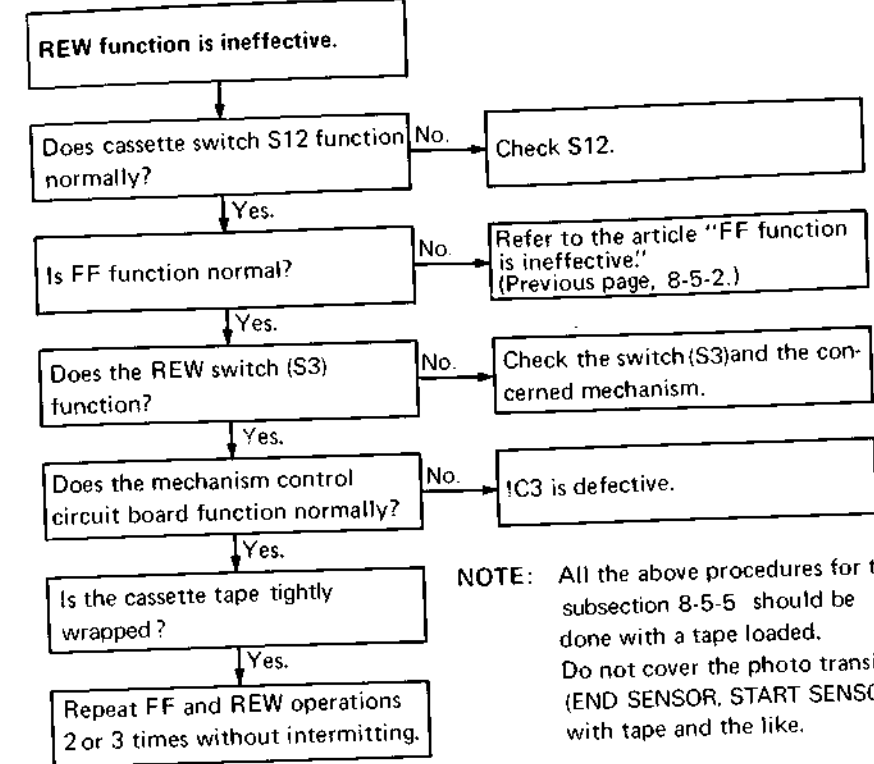 REW function is ineffective.
Does cassette switch S12 function
normally?
No.
Check S12.
Yes.
Is FF function normal?
No.
Refer to the article "FF function
is ineffective."
(Previous page, 8-5-2.)
Yes.
Does the REW switch (S3)
function?
No.
Check the switch (S3) and the con-
cerned mechanism.
Yes.
Does the mechanism control
circuit board function normally?
No.
IC3 is defective.
Yes.
Is the cassette tape tightly
wrapped?
Yes.
Repeat FF and REW operations
2 or 3 times without intermitting.
NOTE: All the above procedures for
subsection 8-5-5 should be
done with a tape loaded.
Do not cover the photo
(END SENSOR, START
with tape and the like.